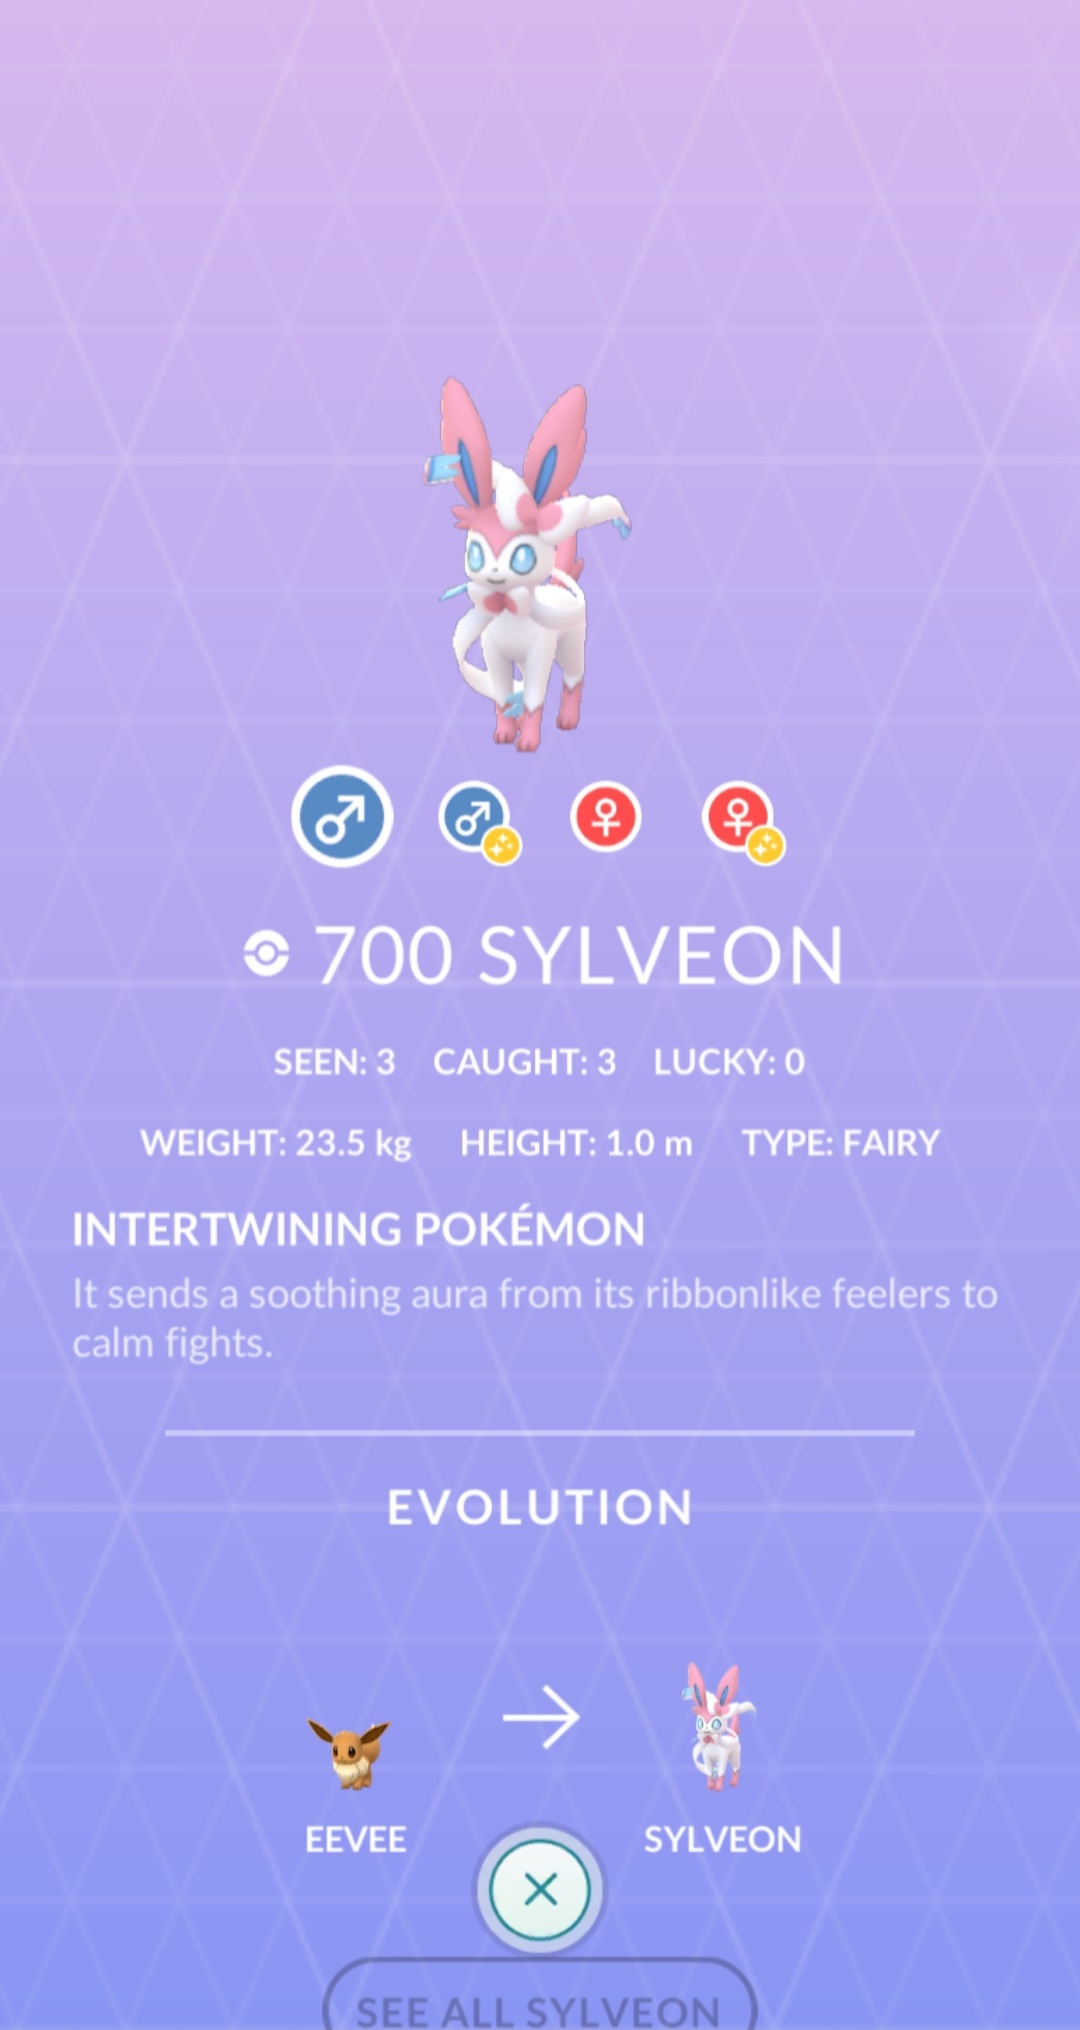 700 SYLVEON
SEEN: 3 CAUGHT: 3 LUCKY: 0
WEIGHT: 23.5 kg HEIGHT: 1.0 m TYPE: FAIRY
INTERTWINING POKÉMON
It sends a soothing aura from its ribbonlike feelers to
calm fights.
EVOLUTION
EEVEE SYLVEON
SEE ALL SYLVEON